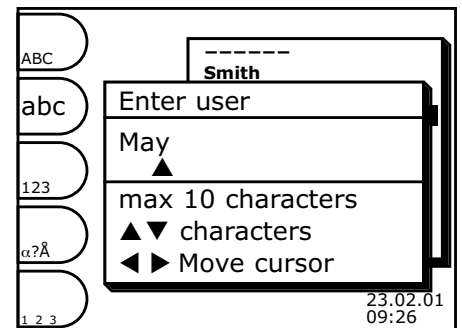 ABC
abc
123
α?Å
1 2 3
------
Smith
Enter user
May
max 10 characters
▲▼ characters
◀ ▶ Move cursor
23.02.01
09:26